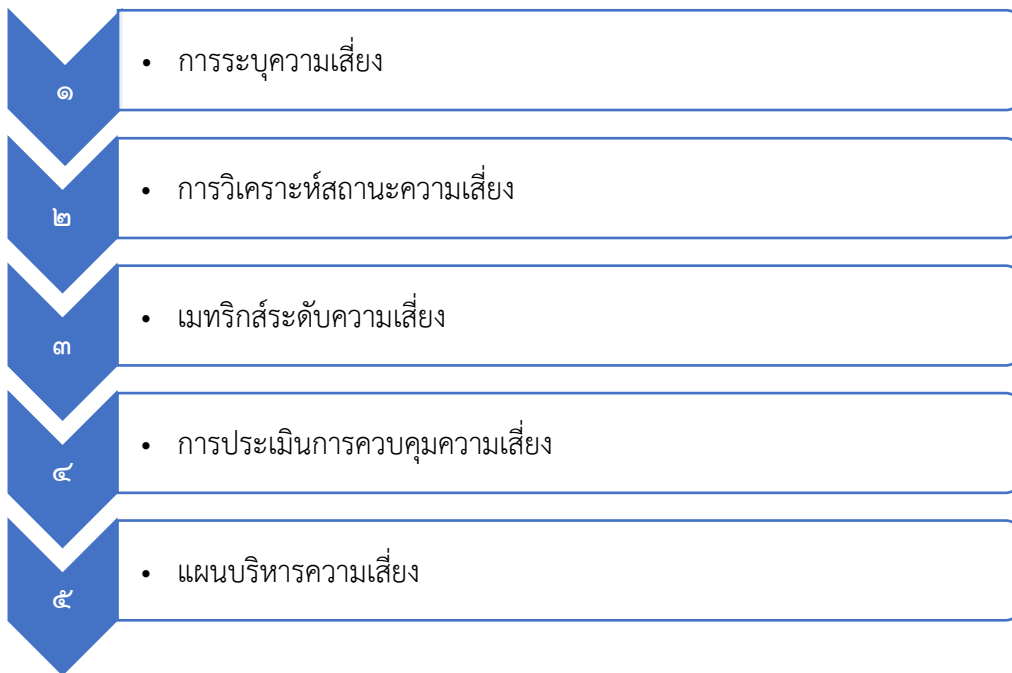 ๑
• การระบุความเสี่ยง
๒
• การวิเคราะห์สถานะความเสี่ยง
๓
• เมทริกส์ระดับความเสี่ยง
๔
• การประเมินการควบคุมความเสี่ยง
๕
• แผนบริหารความเสี่ยง